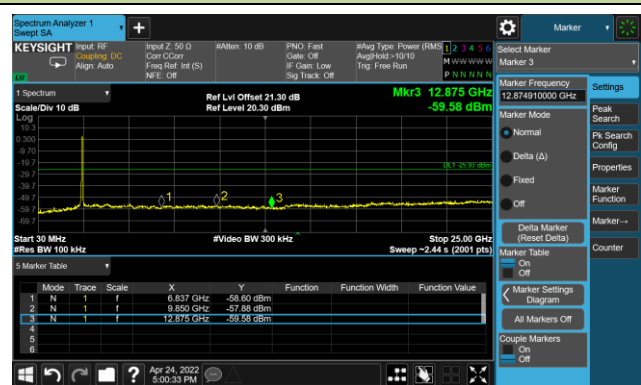 Spectrum Analyzer 1
Swept SA
+
Marker
KEYSIGHT
Input: RF
Coupling: DC
Align: Auto
Input Z: 50 Ω
Corr CCorr
Freq Ref: Int (S)
NFE: Off
#Atten: 10 dB
PNO: Fast
Gate: Off
IF Gain: Low
Sig Track: Off
#Avg Type: Power (RMS
Avg|Hold:>10/10
Trig: Free Run
1 2 3 4 5 6
M W W W W W
P N N N N N
LXI
Select Marker
Marker 3
1 Spectrum
Scale/Div 10 dB
Ref Lvl Offset 21.30 dB
Ref Level 20.30 dBm
Mkr3 12.875 GHz
-59.58 dBm
Log
10.3
0.300
-9.70
-19.7
-29.7
-39.7
-49.7
-59.7
-69.7
DL1 -25.93 dBm
1
2
3
Start 30 MHz
#Res BW 100 kHz
#Video BW 300 kHz
Stop 25.00 GHz
Sweep ~2.44 s (2001 pts)
5 Marker Table
Mode Trace Scale X Y Function Function Width Function Value
1 N 1 f 6.837 GHz -58.60 dBm
2 N 1 f 9.850 GHz -57.88 dBm
3 N 1 f 12.875 GHz -59.58 dBm
4
5
6
Marker Frequency
12.874910000 GHz
Marker Mode
Normal
Delta (Δ)
Fixed
Off
Delta Marker
(Reset Delta)
Marker Table
On
Off
Marker Settings
Diagram
All Markers Off
Couple Markers
On
Off
Settings
Peak
Search
Pk Search
Config
Properties
Marker
Function
Marker→
Counter
?
Apr 24, 2022
5:00:33 PM